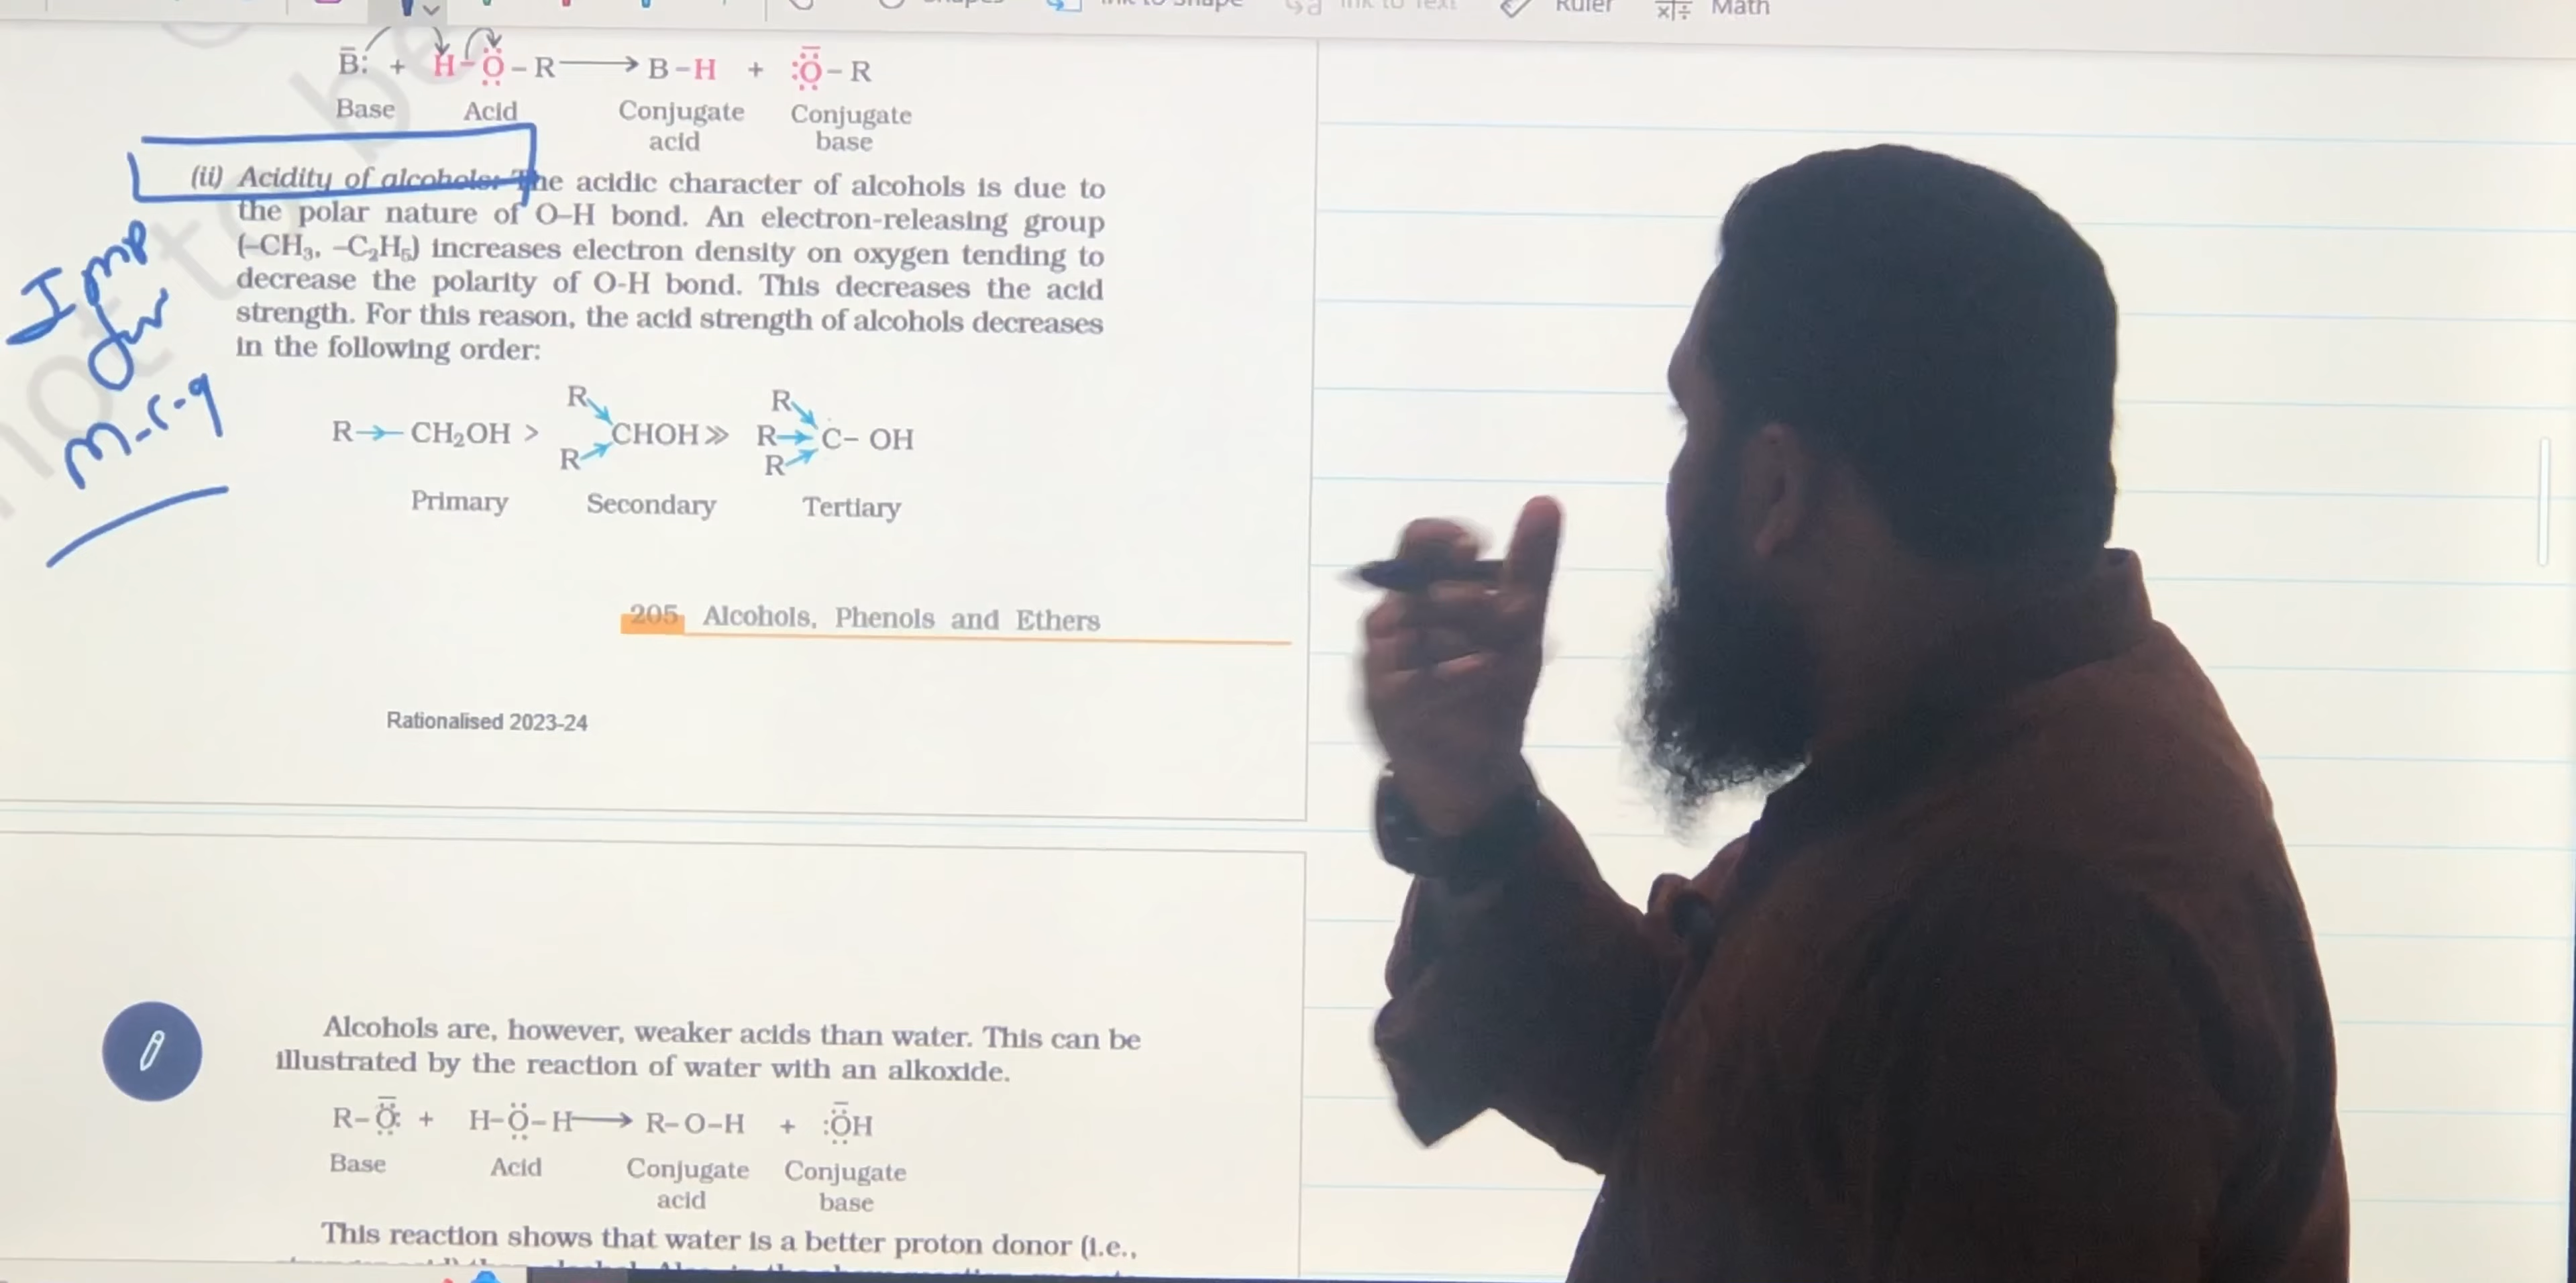 Ruler Math
B: + H–O–R → B–H + :O–R
Base Acid Conjugate acid Conjugate base
(ii) Acidity of alcohols: The acidic character of alcohols is due to
the polar nature of O–H bond. An electron-releasing group
(–CH₃, –C₂H₅) increases electron density on oxygen tending to
decrease the polarity of O-H bond. This decreases the acid
strength. For this reason, the acid strength of alcohols decreases
in the following order:
Imp
for
m-c-q
R R
R→CH₂OH > CHOH ≫ R→C– OH
R R
Primary Secondary Tertiary
205 Alcohols, Phenols and Ethers
Rationalised 2023-24
Alcohols are, however, weaker acids than water. This can be
illustrated by the reaction of water with an alkoxide.
R–O: + H–O–H → R–O–H + :OH
Base Acid Conjugate acid Conjugate base
This reaction shows that water is a better proton donor (i.e.,